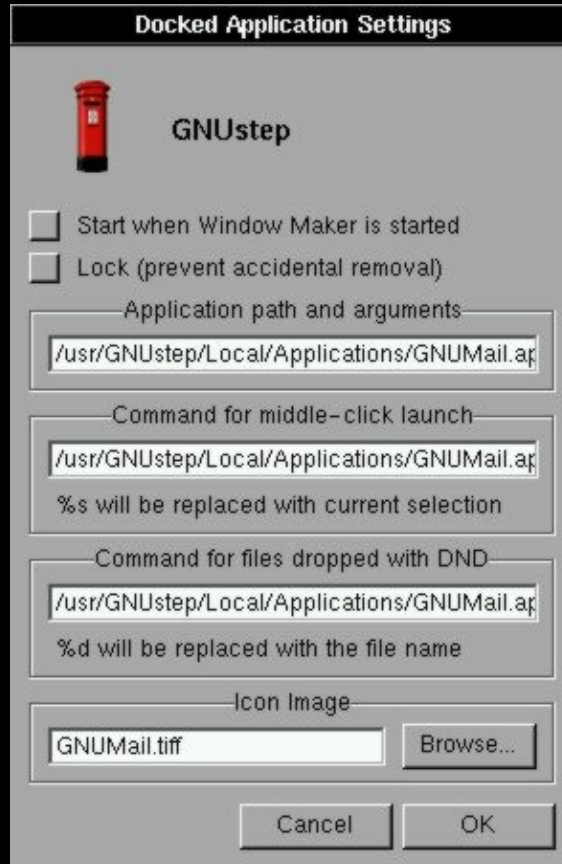 Docked Application Settings
GNUstep
Start when Window Maker is started
Lock (prevent accidental removal)
Application path and arguments
/usr/GNUstep/Local/Applications/GNUMail.ap
Command for middle-click launch
/usr/GNUstep/Local/Applications/GNUMail.ap
%s will be replaced with current selection
Command for files dropped with DND
/usr/GNUstep/Local/Applications/GNUMail.ap
%d will be replaced with the file name
Icon Image
GNUMail.tiff Browse...
Cancel OK